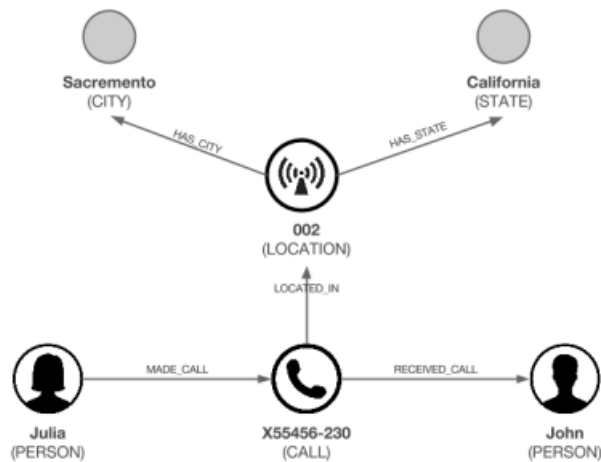 Sacremento
(CITY)
California
(STATE)
HAS_CITY
HAS_STATE
002
(LOCATION)
LOCATED_IN
MADE_CALL
RECEIVED_CALL
Julia
(PERSON)
X55456-230
(CALL)
John
(PERSON)